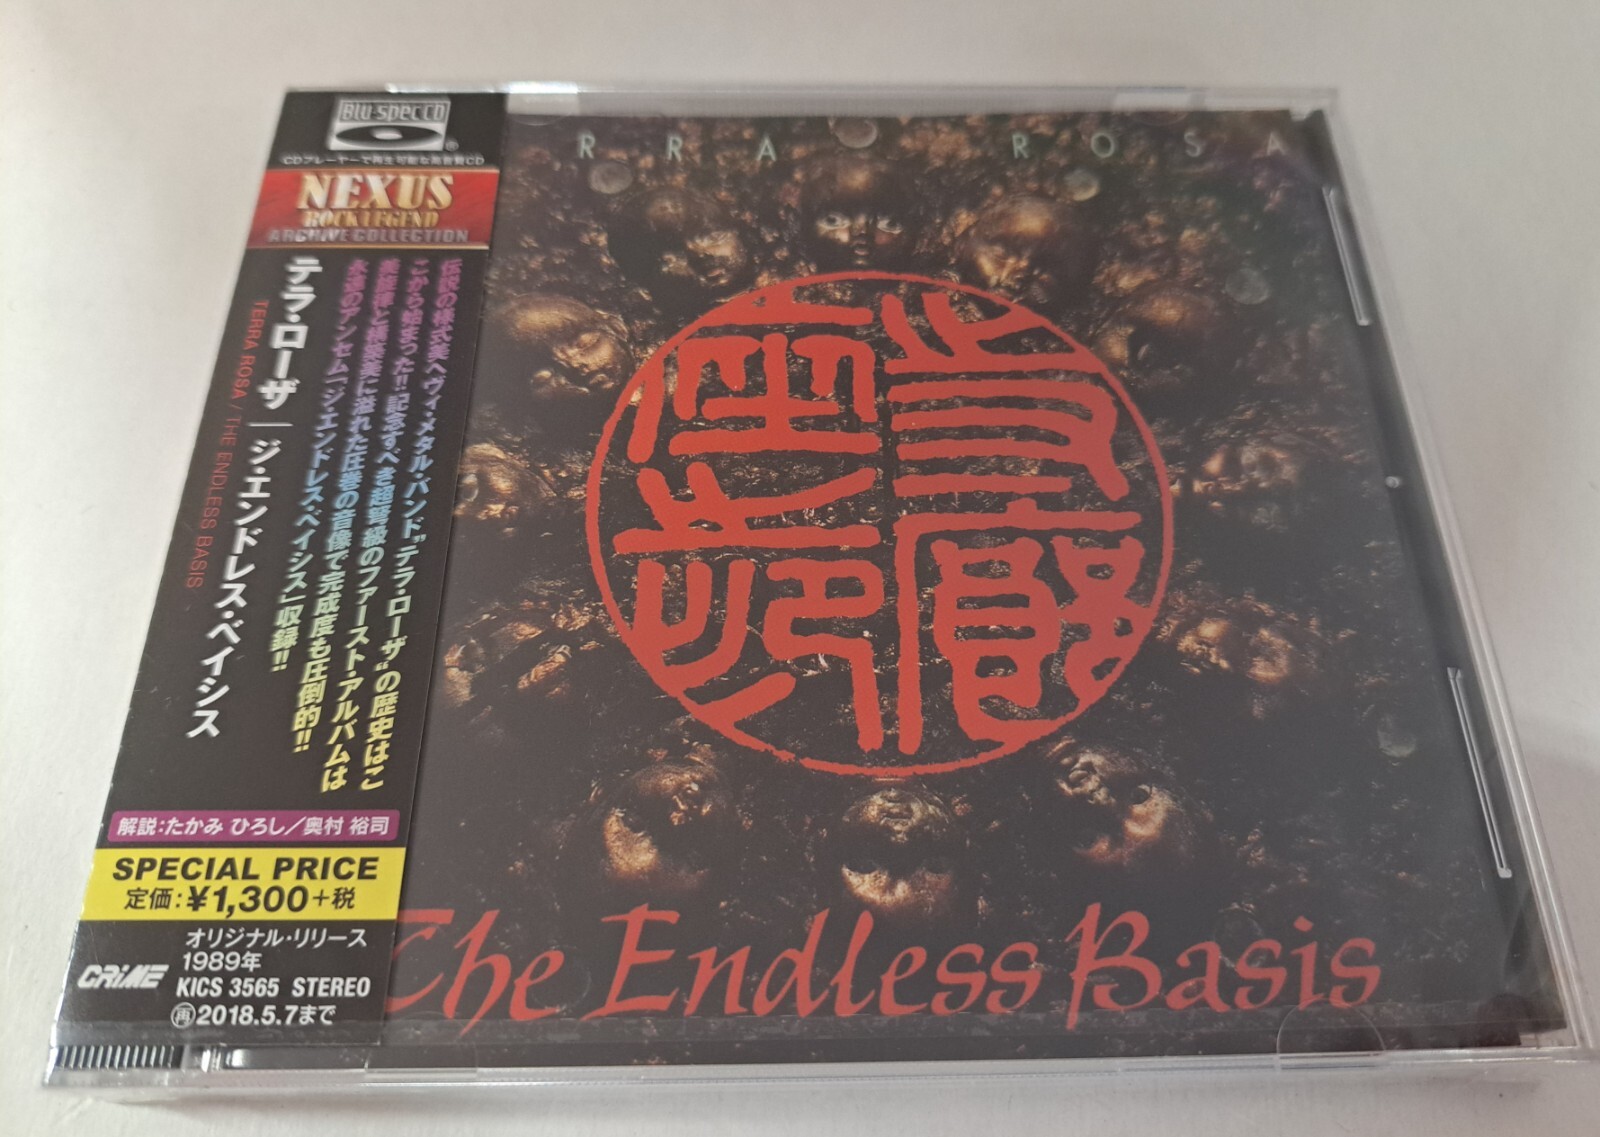 Blu-specCD
®
CDプレーヤーで再生可能な高音質CD
NEXUS
ROCK LEGEND
ARCHIVE COLLECTION
テラ・ローザ｜ジ・エンドレス・ベイシス
TERRA ROSA / THE ENDLESS BASIS
伝説の様式美ヘヴィ・メタル・バンド"テラ・ローザ"の歴史はこ
こから始まった!! 記念すべき超弩級のファースト・アルバムは
美旋律と構築美に溢れた圧巻の音像で完成度も圧倒的!!
永遠のアンセム「ジ・エンドレス・ベイシス」収録!!
解説:たかみ ひろし/奥村 裕司
SPECIAL PRICE
定価:¥1,300+税
オリジナル・リリース
1989年
CRIME
KICS 3565 STEREO
再2018.5.7まで
RRA ROSA
The Endless Basis